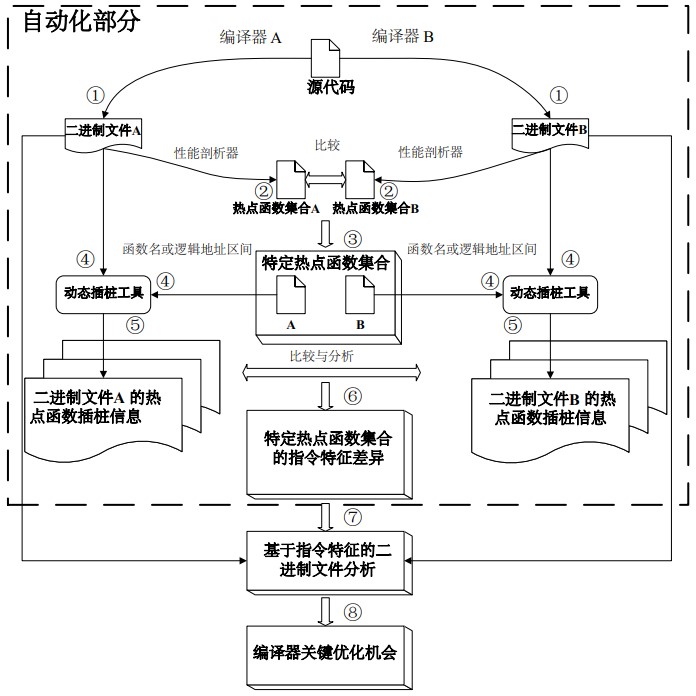 自动化部分
编译器 A
编译器 B
源代码
①
①
二进制文件A
二进制文件B
性能剖析器
比较
性能剖析器
②
②
热点函数集合A
热点函数集合B
③
函数名或逻辑地址区间
函数名或逻辑地址区间
特定热点函数集合
④
④
④
④
动态插桩工具
动态插桩工具
A
B
⑤
⑤
比较与分析
二进制文件A 的热
点函数插桩信息
⑥
二进制文件B 的热
点函数插桩信息
特定热点函数集合
的指令特征差异
⑦
基于指令特征的二
进制文件分析
⑧
编译器关键优化机会